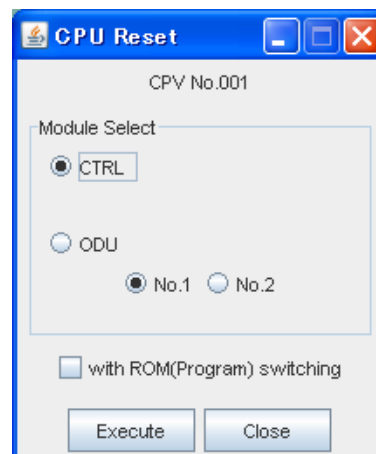 CPU Reset
CPV No.001
Module Select
CTRL
ODU
No.1 No.2
with ROM(Program) switching
Execute Close